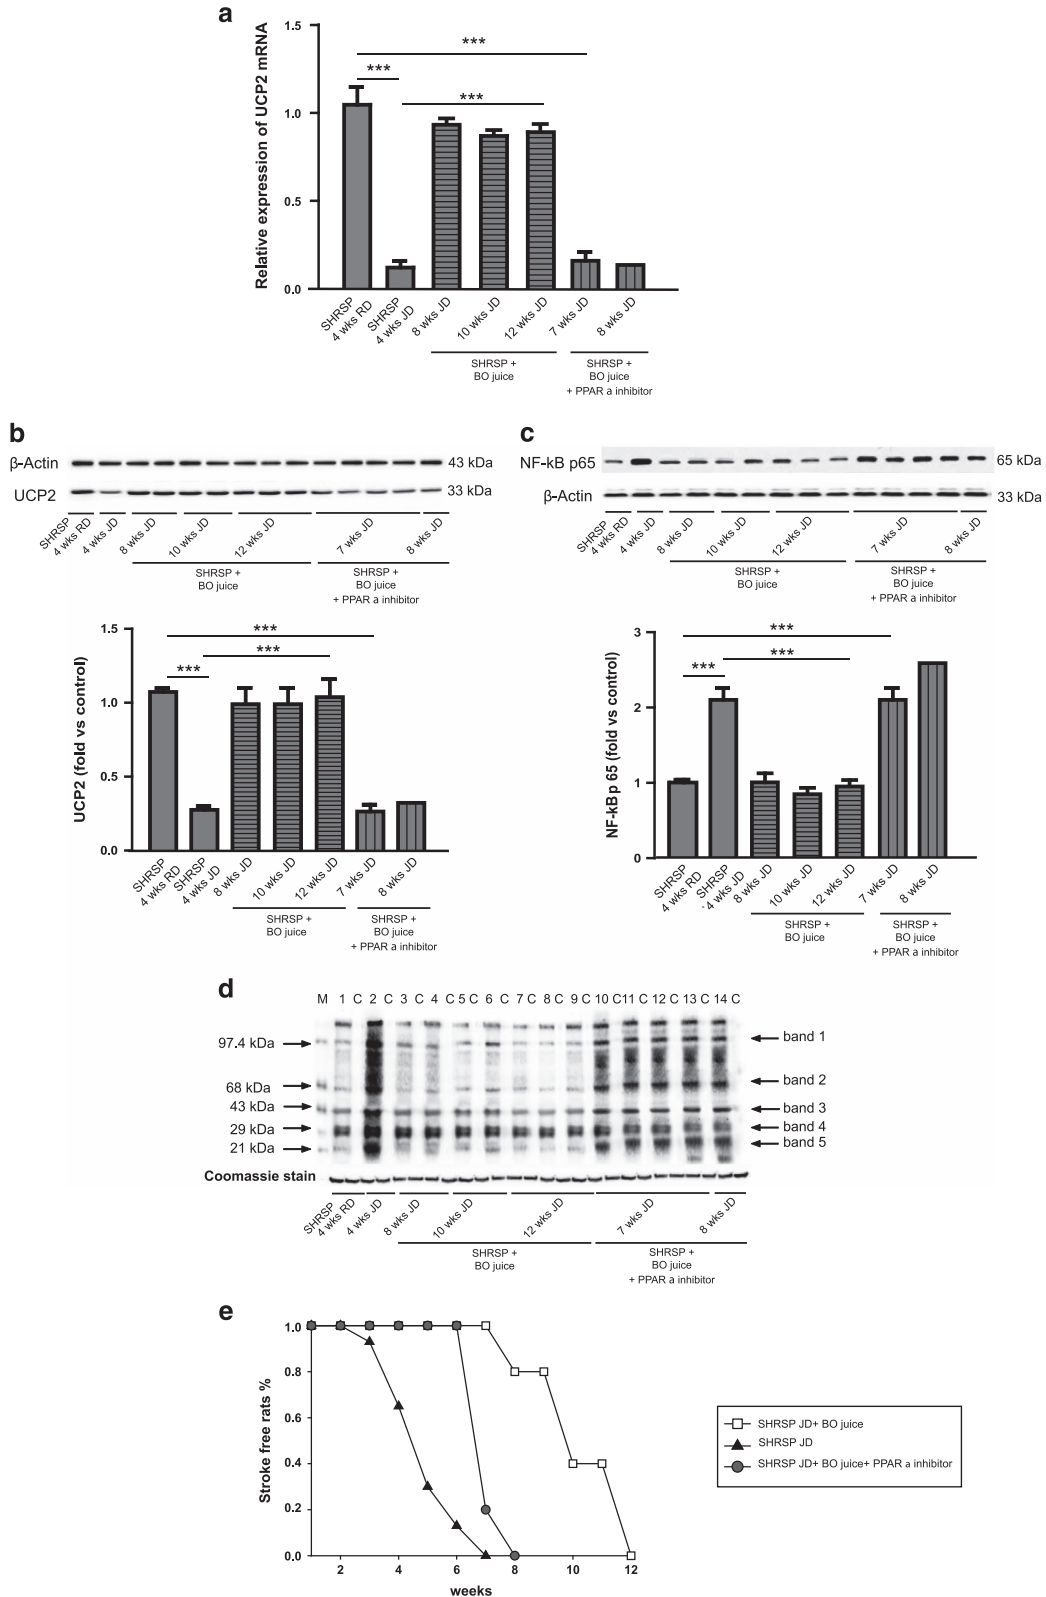 a
Relative expression of UCP2 mRNA
1.5
1.0
0.5
0.0
***
***
***
SHRSP
4 wks RD
SHRSP
4 wks JD
8 wks JD
10 wks JD
12 wks JD
7 wks JD
8 wks JD
SHRSP +
BO juice
SHRSP +
BO juice
+ PPAR a inhibitor
b
β-Actin
43 kDa
UCP2
33 kDa
SHRSP
4 wks RD
4 wks JD
8 wks JD
10 wks JD
12 wks JD
7 wks JD
8 wks JD
SHRSP +
BO juice
SHRSP +
BO juice
+ PPAR a inhibitor
UCP2 (fold vs control)
1.5
1.0
0.5
0.0
***
***
***
SHRSP
4 wks RD
SHRSP
4 wks JD
8 wks JD
10 wks JD
12 wks JD
7 wks JD
8 wks JD
SHRSP +
BO juice
SHRSP +
BO juice
+ PPAR a inhibitor
c
NF-kB p65
65 kDa
β-Actin
33 kDa
SHRSP
4 wks RD
4 wks JD
8 wks JD
10 wks JD
12 wks JD
7 wks JD
8 wks JD
SHRSP +
BO juice
SHRSP +
BO juice
+ PPAR a inhibitor
NF-kBp 65 (fold vs control)
3
2
1
0
***
***
***
SHRSP
4 wks RD
SHRSP
4 wks JD
8 wks JD
10 wks JD
12 wks JD
7 wks JD
8 wks JD
SHRSP +
BO juice
SHRSP +
BO juice
+ PPAR a inhibitor
d
M 1 C 2 C 3 C 4 C 5 C 6 C 7 C 8 C 9 C 10 C 11 C 12 C 13 C 14 C
97.4 kDa
68 kDa
43 kDa
29 kDa
21 kDa
band 1
band 2
band 3
band 4
band 5
Coomassie stain
SHRSP
4 wks RD
4 wks JD
8 wks JD
10 wks JD
12 wks JD
7 wks JD
8 wks JD
SHRSP +
BO juice
SHRSP +
BO juice
+ PPAR a inhibitor
e
Stroke free rats %
1.0
0.8
0.6
0.4
0.2
0.0
2 4 6 8 10 12
weeks
SHRSP JD+ BO juice
SHRSP JD
SHRSP JD+ BO juice+ PPAR a inhibitor